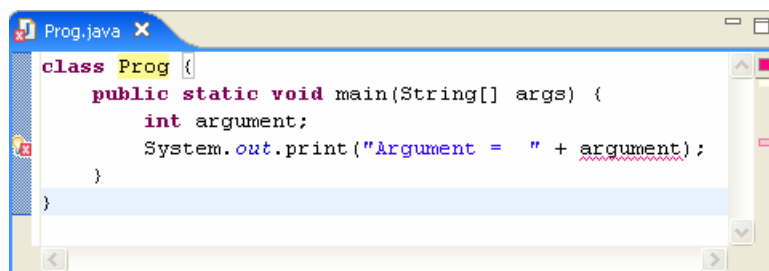 Prog.java
class Prog {
    public static void main(String[] args) {
        int argument;
        System.out.print("Argument =  " + argument);
    }
}